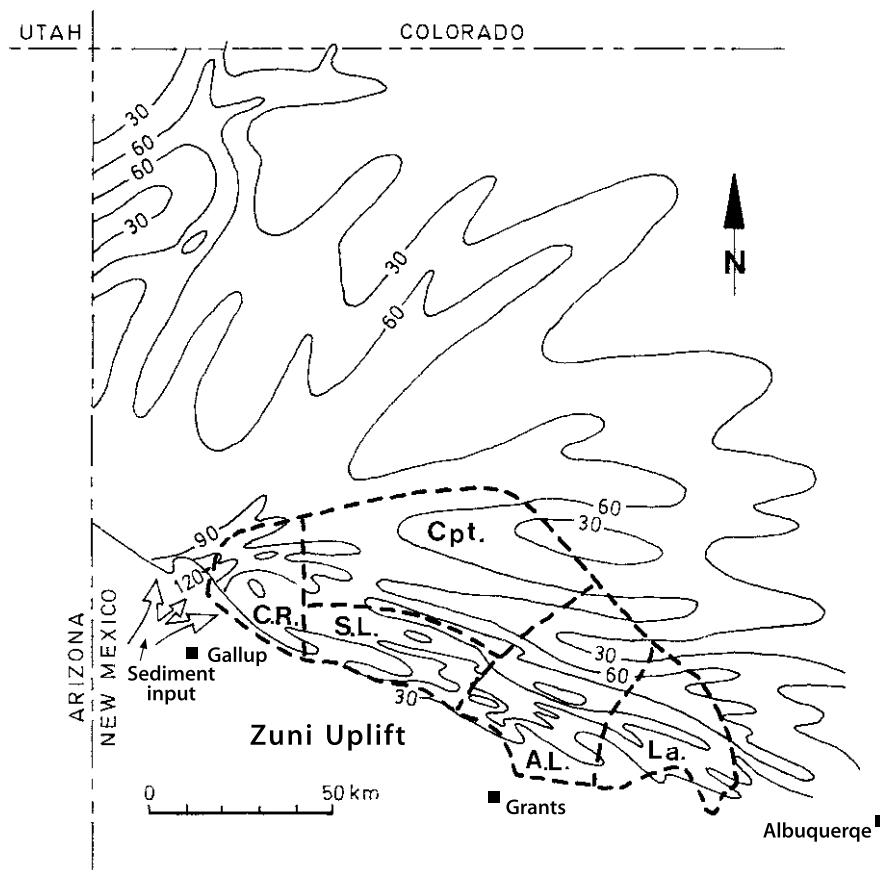 UTAH
COLORADO
30
60
60
30
N
30
60
60
30
Cpt.
90
120
C.R.
S.L.
ARIZONA
NEW MEXICO
Sediment
input
Gallup
30
60
30
Zuni Uplift
A.L.
La.
0
50 km
Grants
Albuquerqe